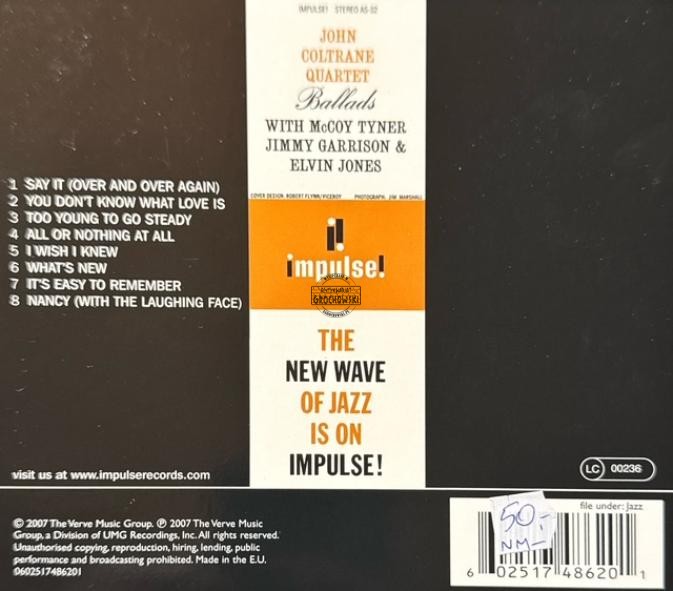 IMPULSE! STEREO AS-32
JOHN
COLTRANE
QUARTET
Ballads
WITH McCOY TYNER
JIMMY GARRISON &
ELVIN JONES
COVER DESIGN: ROBERT FLYNN/VICEROY PHOTOGRAPH: JIM MARSHALL
1 SAY IT (OVER AND OVER AGAIN)
2 YOU DON'T KNOW WHAT LOVE IS
3 TOO YOUNG TO GO STEADY
4 ALL OR NOTHING AT ALL
5 I WISH I KNEW
6 WHAT'S NEW
7 IT'S EASY TO REMEMBER
8 NANCY (WITH THE LAUGHING FACE)
i!
impulse!
GROCHOWSKI
THE
NEW WAVE
OF JAZZ
IS ON
IMPULSE!
visit us at www.impulserecords.com
LC 00236
© 2007 The Verve Music Group. ℗ 2007 The Verve Music
Group, a Division of UMG Recordings, Inc. All rights reserved.
Unauthorised copying, reproduction, hiring, lending, public
performance and broadcasting prohibited. Made in the E.U.
0602517486201
file under: Jazz
50,-
NM-
6 02517 48620 1